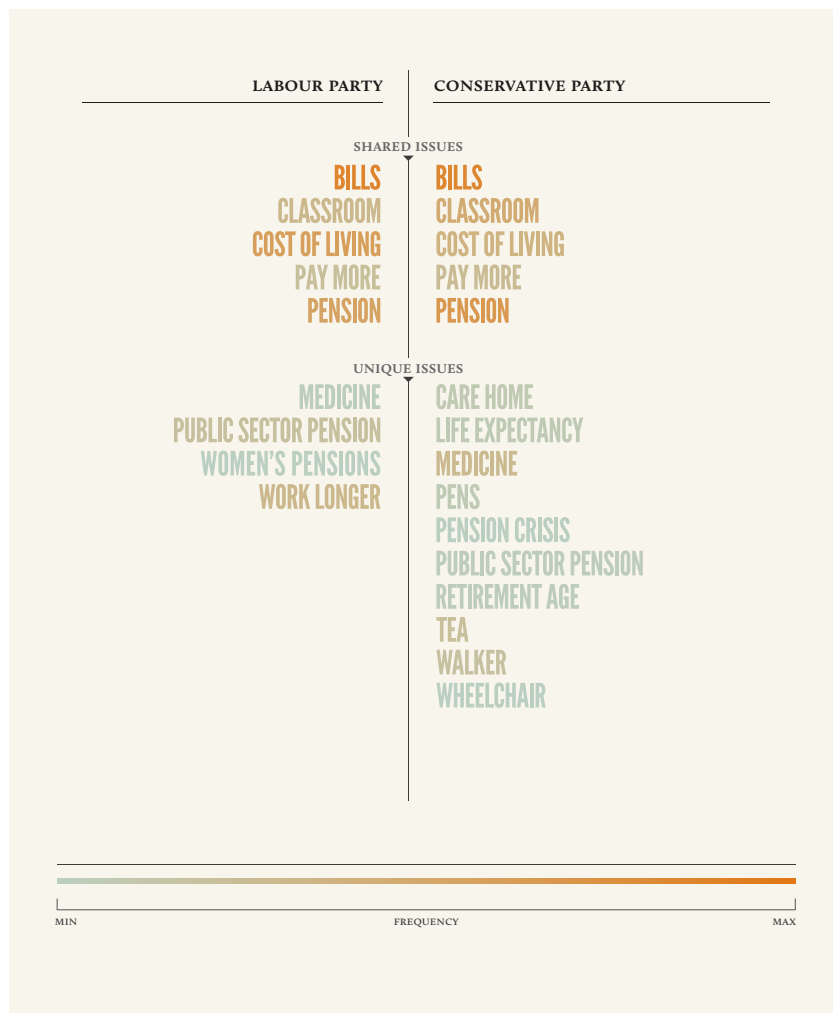 LABOUR PARTY
CONSERVATIVE PARTY
SHARED ISSUES
BILLS
CLASSROOM
COST OF LIVING
PAY MORE
PENSION
BILLS
CLASSROOM
COST OF LIVING
PAY MORE
PENSION
UNIQUE ISSUES
MEDICINE
PUBLIC SECTOR PENSION
WOMEN'S PENSIONS
WORK LONGER
CARE HOME
LIFE EXPECTANCY
MEDICINE
PENS
PENSION CRISIS
PUBLIC SECTOR PENSION
RETIREMENT AGE
TEA
WALKER
WHEELCHAIR
MIN
FREQUENCY
MAX